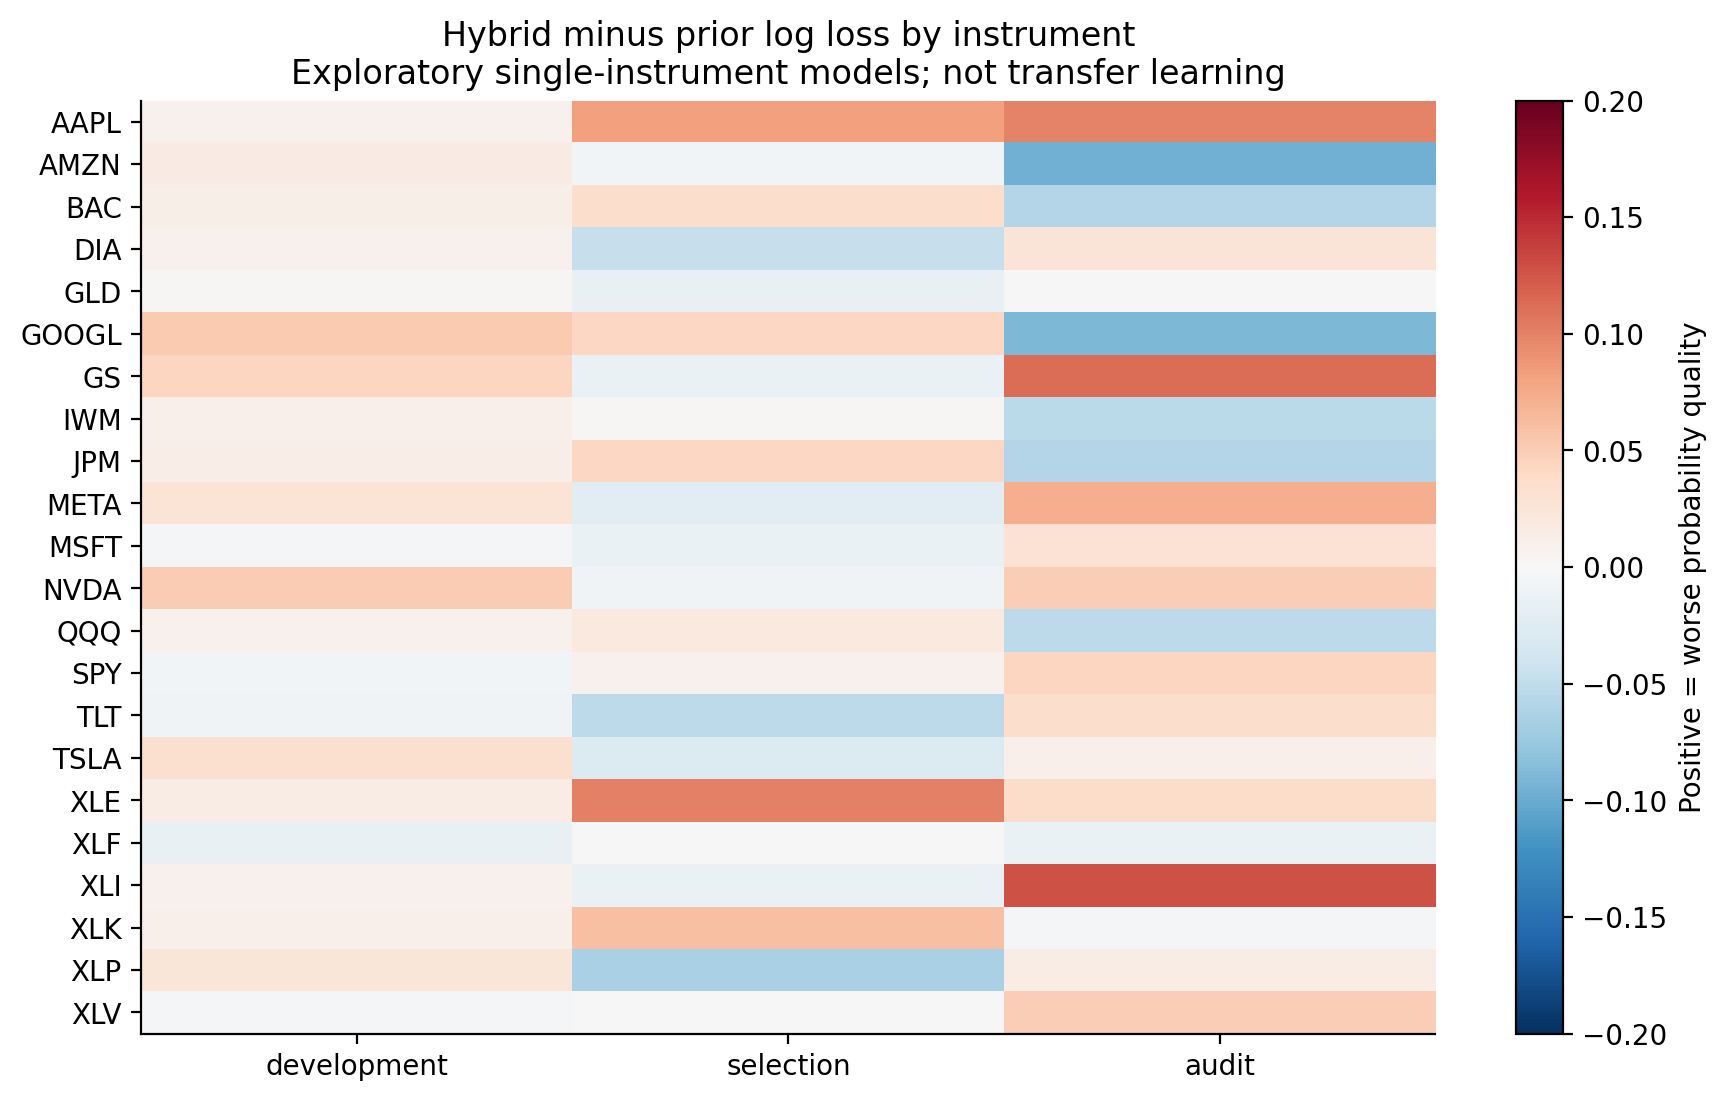 Hybrid minus prior log loss by instrument
Exploratory single-instrument models; not transfer learning
AAPL
AMZN
BAC
DIA
GLD
GOOGL
GS
IWM
JPM
META
MSFT
NVDA
QQQ
SPY
TLT
TSLA
XLE
XLF
XLI
XLK
XLP
XLV
development
selection
audit
0.20
0.15
0.10
0.05
0.00
−0.05
−0.10
−0.15
−0.20
Positive = worse probability quality